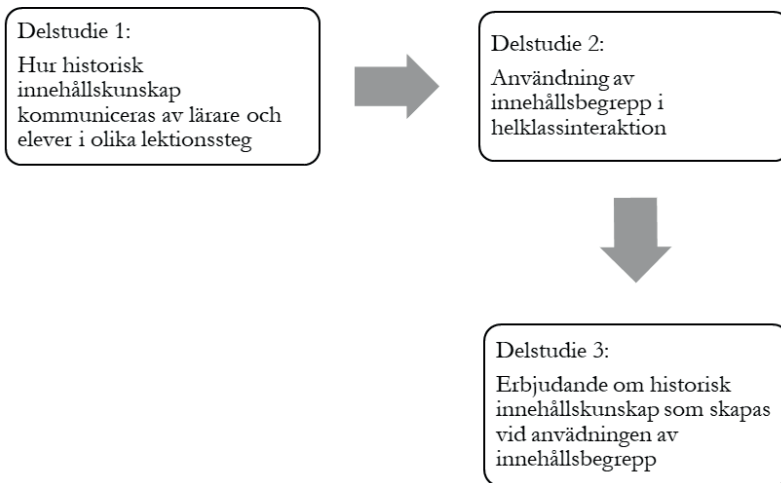 Delstudie 1:
Hur historisk
innehållskunskap
kommuniceras av lärare och
elever i olika lektionssteg
Delstudie 2:
Användning av
innehållsbegrepp i
helklassinteraktion
Delstudie 3:
Erbjudande om historisk
innehållskunskap som skapas
vid anvädningen av
innehållsbegrepp